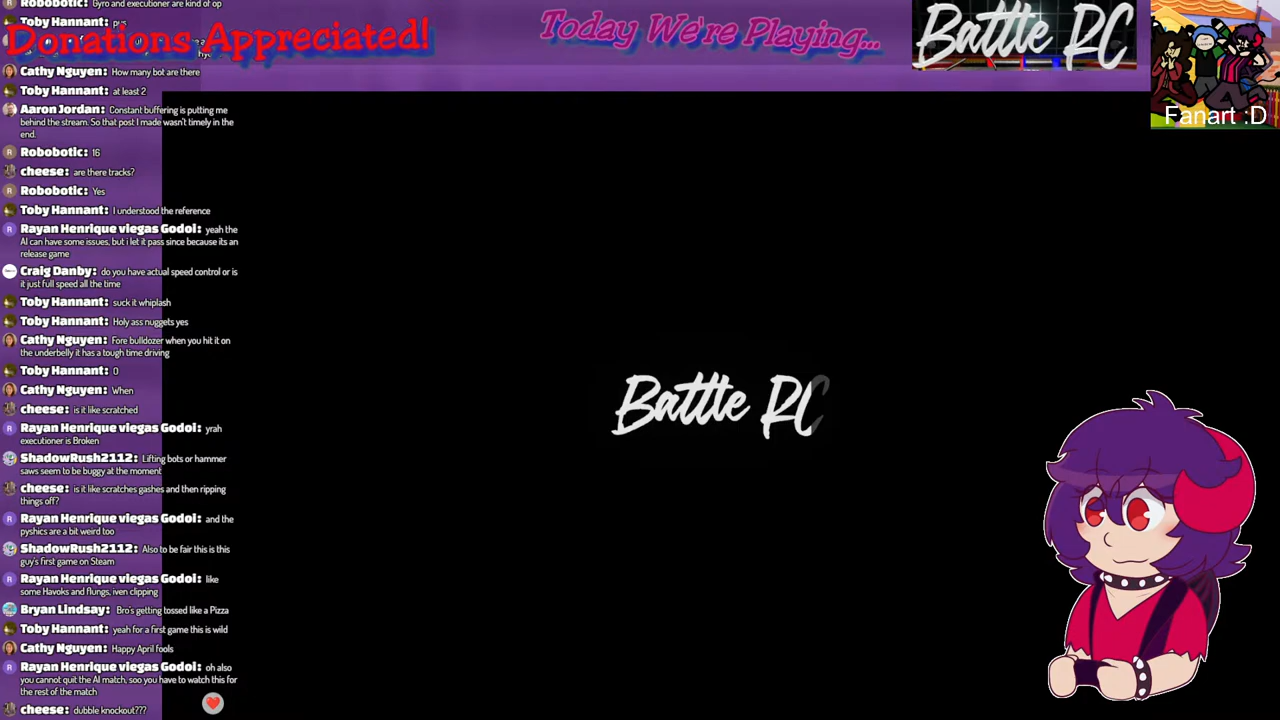 Robobotic: Gyro and executioner are kind of op
Toby Hannant: pvs
Donations Appreciated!
Today We're Playing...
Battle RC
Fanart :D
Cathy Nguyen: How many bot are there
Toby Hannant: at least 2
Aaron Jordan: Constant buffering is putting me
behind the stream. So that post I made wasn't timely in the
end.
Robobotic: 16
cheese: are there tracks?
Robobotic: Yes
Toby Hannant: I understood the reference
Rayan Henrique viegas Godoi: yeah the
AI can have some issues, but i let it pass since because its an
release game
Craig Danby: do you have actual speed control or is
it just full speed all the time
Toby Hannant: suck it whiplash
Toby Hannant: Holy ass nuggets yes
Cathy Nguyen: Fore bulldozer when you hit it on
the underbelly it has a tough time driving
Toby Hannant: O
Cathy Nguyen: When
cheese: is it like scratched
Rayan Henrique viegas Godoi: yrah
executioner is Broken
ShadowRush2112: Lifting bots or hammer
saws seem to be buggy at the moment
cheese: is it like scratches gashes and then ripping
things off?
Rayan Henrique viegas Godoi: and the
pyshics are a bit weird too
ShadowRush2112: Also to be fair this is this
guy's first game on Steam
Rayan Henrique viegas Godoi: like
some Havoks and flungs, iven clipping
Bryan Lindsay: Bro's getting tossed like a Pizza
Toby Hannant: yeah for a first game this is wild
Cathy Nguyen: Happy April fools
Rayan Henrique viegas Godoi: oh also
you cannot quit the AI match, soo you have to watch this for
the rest of the match
cheese: dubble knockout???
Battle RC